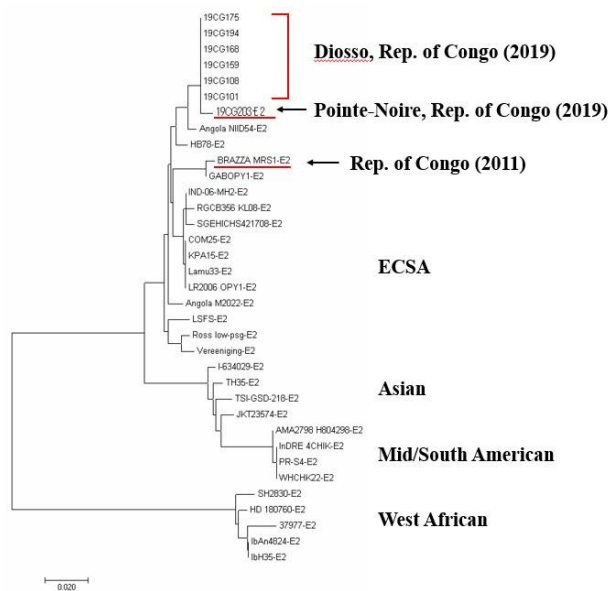 19CG175
19CG194
19CG168
19CG159
19CG108
19CG101
Diosso, Rep. of Congo (2019)
19CG203-E2
Pointe-Noire, Rep. of Congo (2019)
Angola NIID54-E2
HB78-E2
BRAZZA MRS1-E2
Rep. of Congo (2011)
GABOPY1-E2
IND-06-MH2-E2
RGCB356 KL08-E2
SGEHICHS421708-E2
COM25-E2
KPA15-E2
Lamu33-E2
LR2006 OPY1-E2
ECSA
Angola M2022-E2
LSFS-E2
Ross low-psg-E2
Vereeniging-E2
I-634029-E2
TH35-E2
TSI-GSD-218-E2
JKT23574-E2
Asian
AMA2798 H804298-E2
InDRE 4CHIK-E2
PR-S4-E2
WHCHK22-E2
Mid/South American
SH2830-E2
HD 180760-E2
37977-E2
IbAn4824-E2
IbH35-E2
West African
0.020